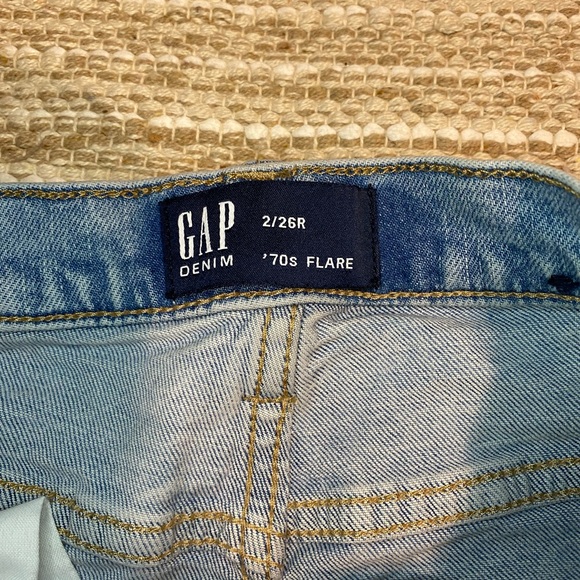 GAP
DENIM
2/26R
'70S FLARE